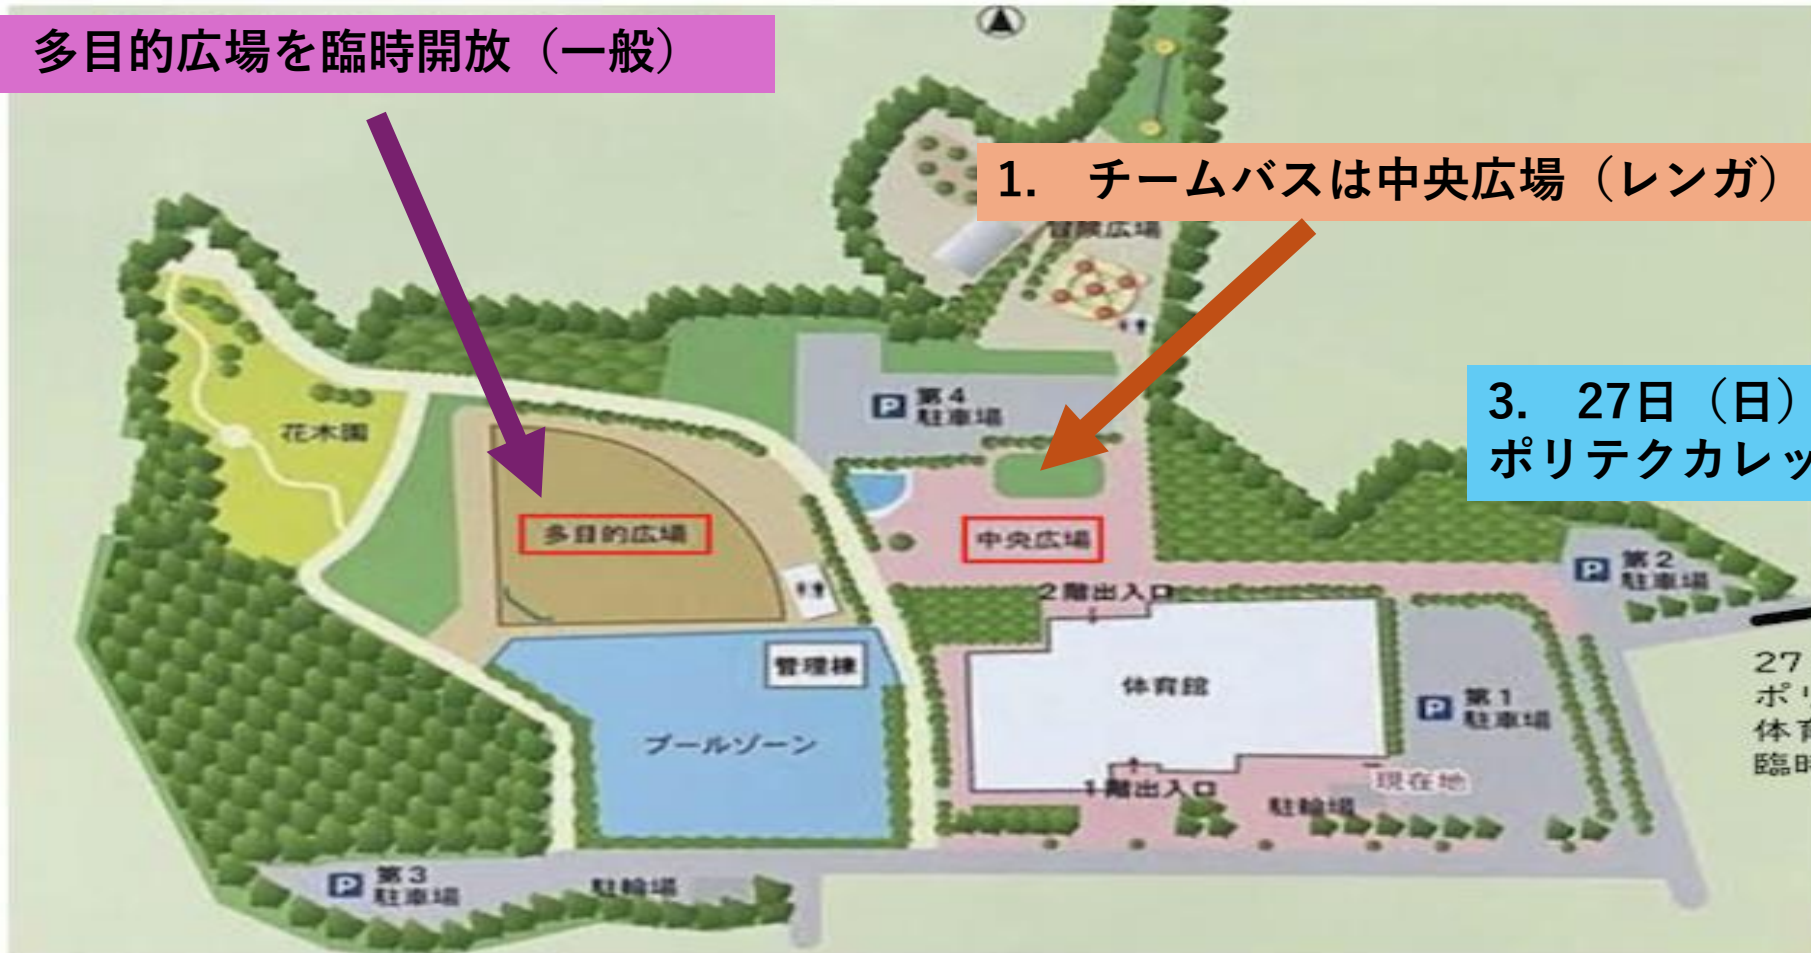 多目的広場を臨時開放（一般）
1.　チームバスは中央広場（レンガ）
冒険広場
3.　27日（日）
ポリテクカレッ
P 第4
駐車場
花木園
多目的広場
中央広場
2階出入口
P 第2
駐車場
管理棟
体育館
P 第1
駐車場
プールゾーン
27
ポリ
体育
臨時
現在地
1階出入口
駐輪場
P 第3
駐車場
駐輪場